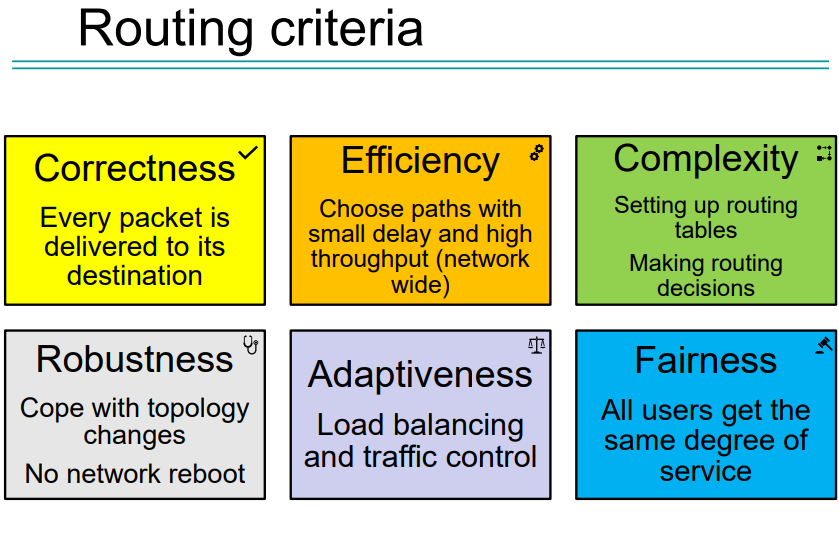 Routing criteria
Correctness
Every packet is
delivered to its
destination
Efficiency
Choose paths with
small delay and high
throughput (network
wide)
Complexity
Setting up routing
tables
Making routing
decisions
Robustness
Cope with topology
changes
No network reboot
Adaptiveness
Load balancing
and traffic control
Fairness
All users get the
same degree of
service